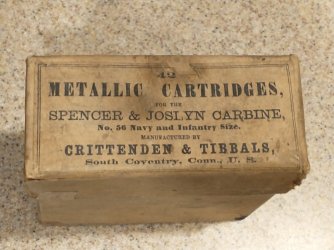 42
METALLIC CARTRIDGES,
FOR THE
SPENCER & JOSLYN CARBINE,
No. 56 Navy and Infantry Size.
MANUFACTURED BY
CRITTENDEN & TIBBALS,
South Coventry, Conn., U. S.